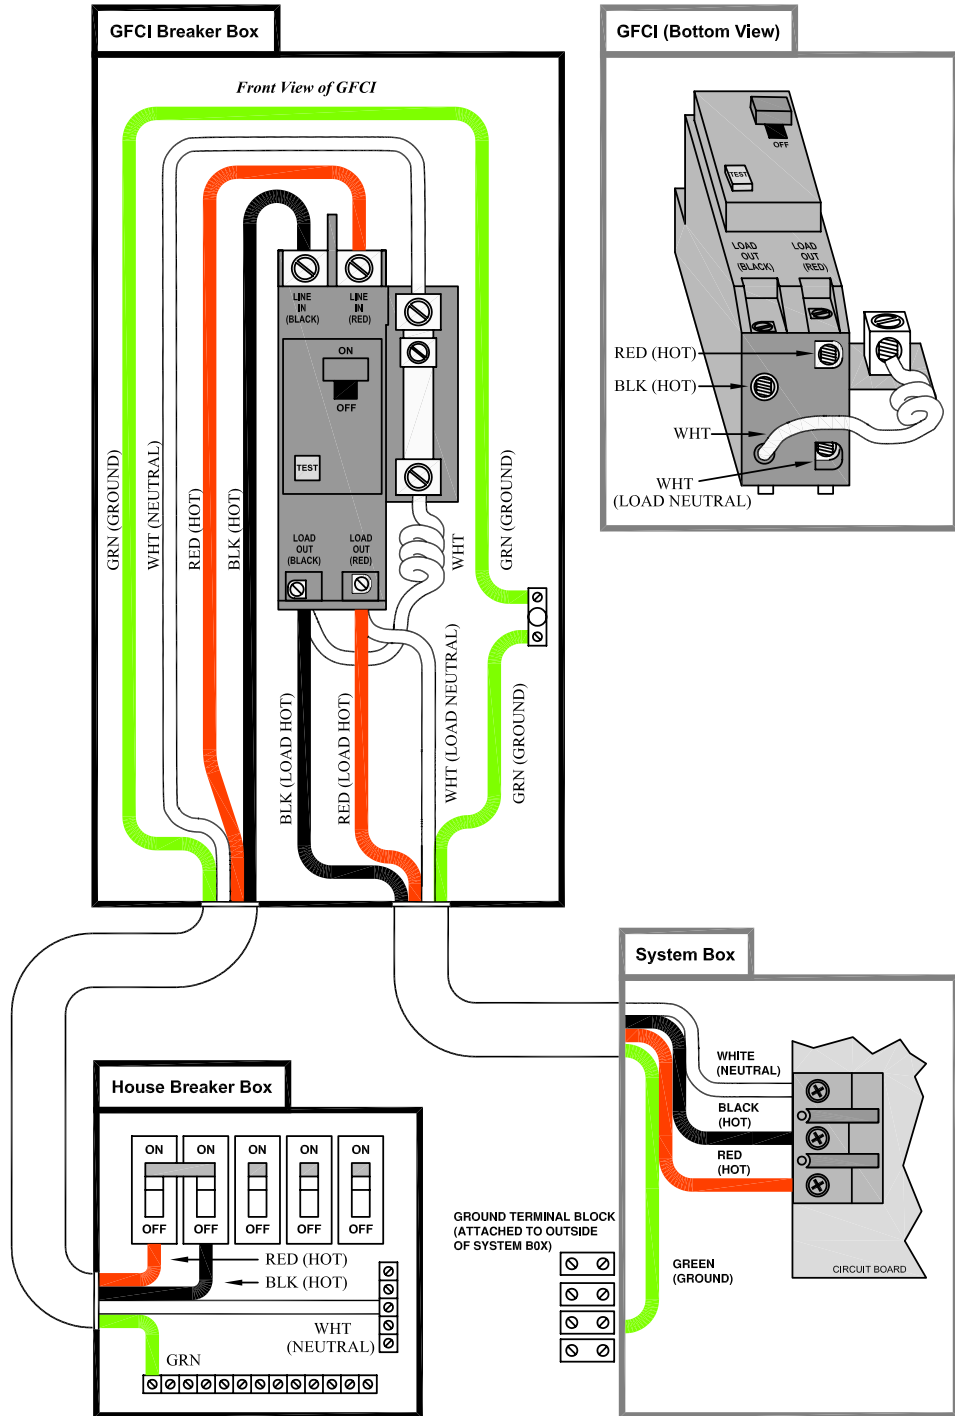 GFCI Breaker Box
Front View of GFCI
GRN (GROUND)
WHT (NEUTRAL)
RED (HOT)
BLK (HOT)
LINE
IN
(BLACK)
LINE
IN
(RED)
ON
OFF
TEST
LOAD
OUT
(BLACK)
LOAD
OUT
(RED)
WHT
GRN (GROUND)
BLK (LOAD HOT)
RED (LOAD HOT)
WHT (LOAD NEUTRAL)
GRN (GROUND)
GFCI (Bottom View)
OFF
TEST
LOAD
OUT
(BLACK)
LOAD
OUT
(RED)
RED (HOT)
BLK (HOT)
WHT
WHT
(LOAD NEUTRAL)
House Breaker Box
ON ON ON ON ON
OFF OFF OFF OFF OFF
RED (HOT)
BLK (HOT)
WHT
(NEUTRAL)
GRN
System Box
WHITE
(NEUTRAL)
BLACK
(HOT)
RED
(HOT)
GROUND TERMINAL BLOCK
(ATTACHED TO OUTSIDE
OF SYSTEM B0X)
GREEN
(GROUND)
CIRCUIT BOARD